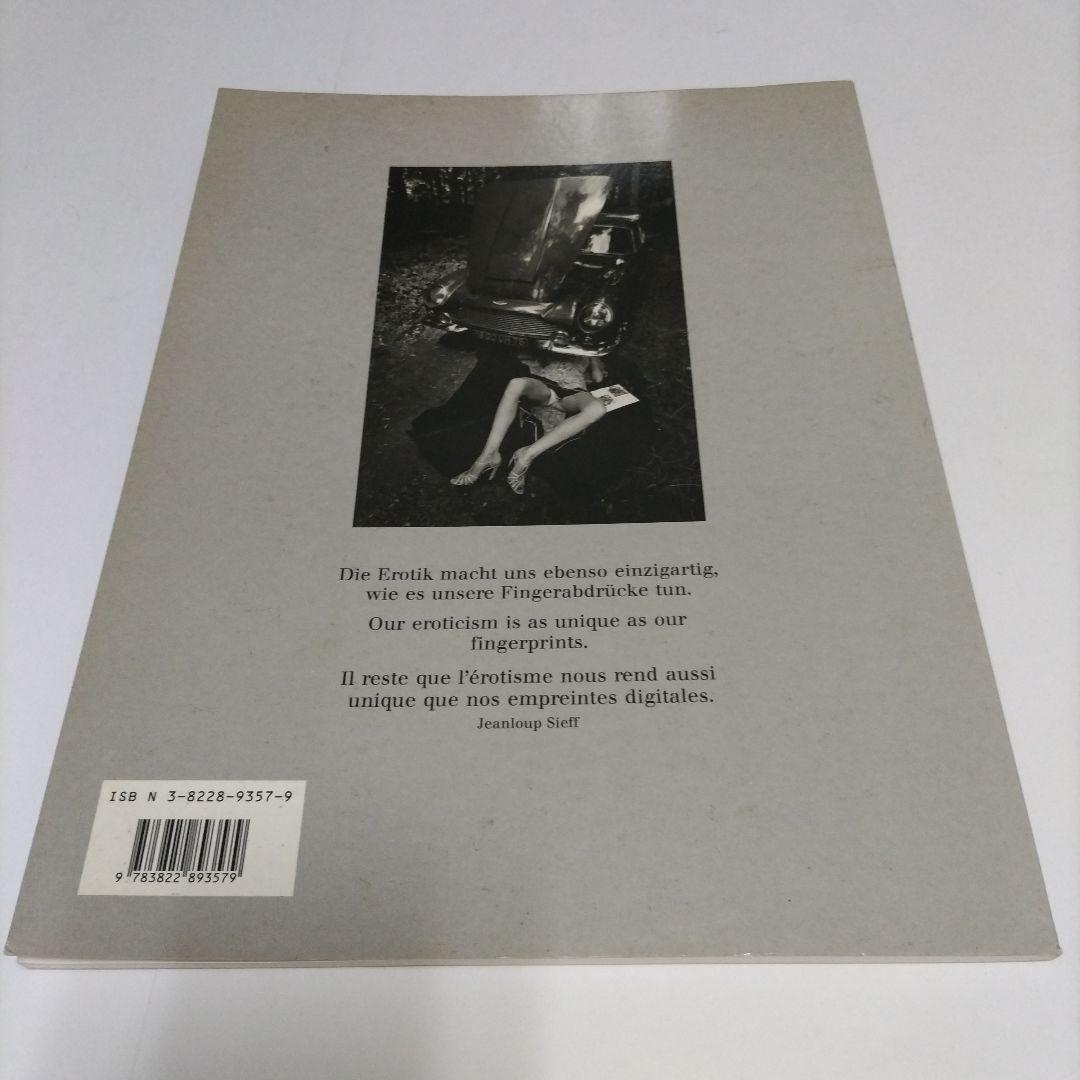 Die Erotik macht uns ebenso einzigartig,
wie es unsere Fingerabdrücke tun.
Our eroticism is as unique as our
fingerprints.
Il reste que l'érotisme nous rend aussi
unique que nos empreintes digitales.
Jeanloup Sieff
ISB N 3-8228-9357-9
9 783822 893579